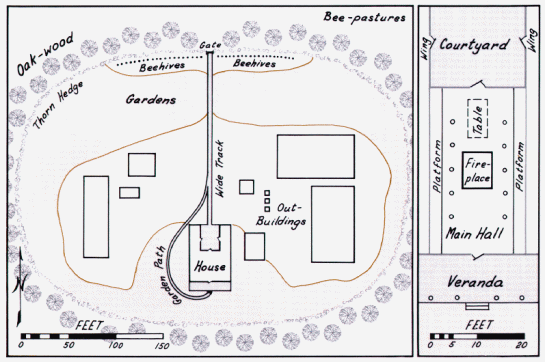 Bee-pastures
Oak-wood
Gate
Beehives
Beehives
Thorn Hedge
Gardens
Wide Track
Out-
Buildings
House
Garden Path
N
FEET
0
50
100
150
Wing
Courtyard
Wing
Table
Platform
Fire-
place
Platform
Main Hall
Veranda
FEET
0
5
10
20